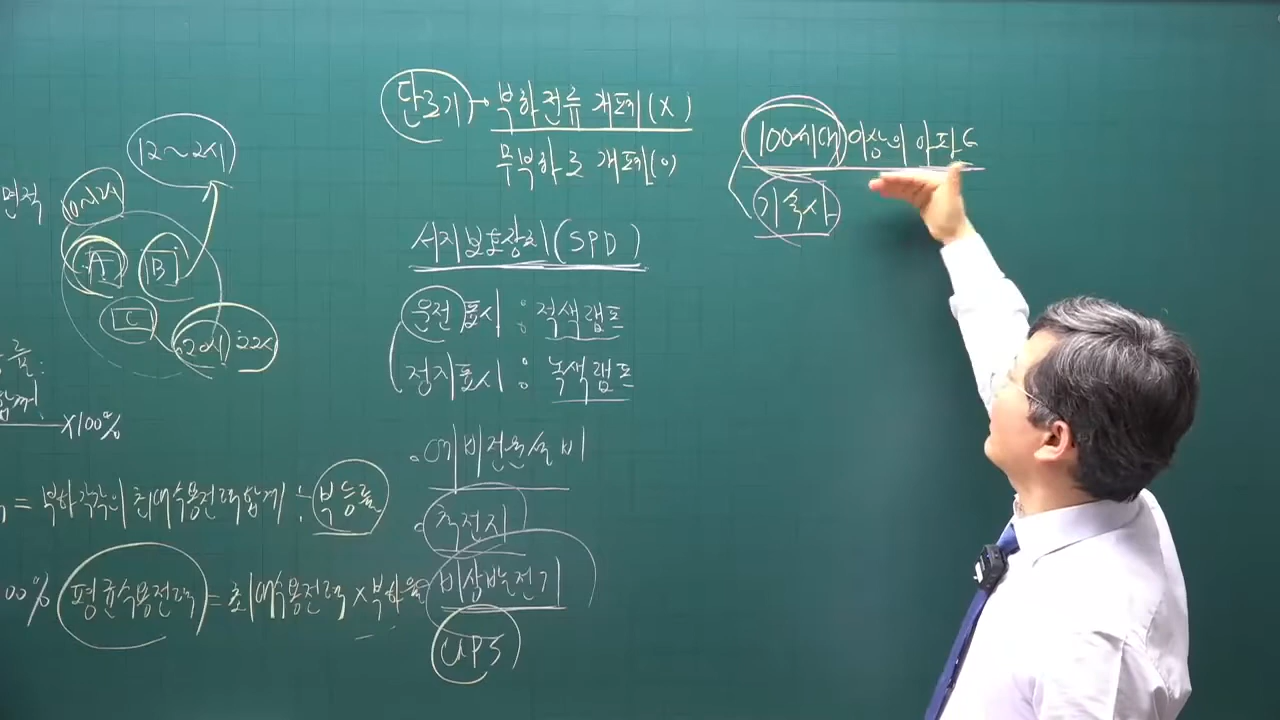 면적
12~2시
10시
A
B
C
20시 22시
X100%
= 부하각각의 최대수용전력합계 ÷ 부등률
100% 평균수용전력 = 최대수용전력 X 부하율
단로기 → 부하전류 개폐(X)
무부하로 개폐(O)
서지보호장치(SPD)
운전표시 : 적색램프
정지표시 : 녹색램프
.예비전원설비
축전지
비상발전기
UPS
100세대 이상의 아파트
기숙사